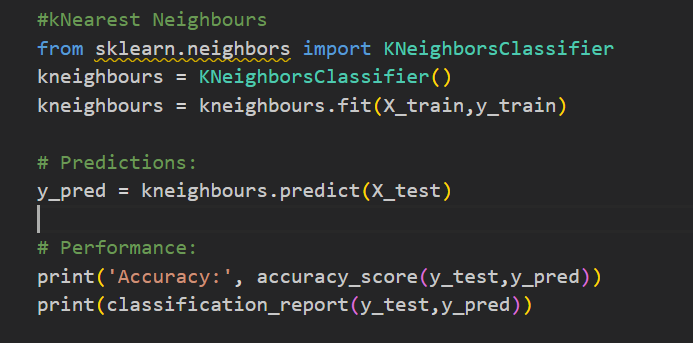 #kNearest Neighbours
from sklearn.neighbors import KNeighborsClassifier
kneighbours = KNeighborsClassifier()
kneighbours = kneighbours.fit(X_train,y_train)
# Predictions:
y_pred = kneighbours.predict(X_test)
# Performance:
print('Accuracy:', accuracy_score(y_test,y_pred))
print(classification_report(y_test,y_pred))